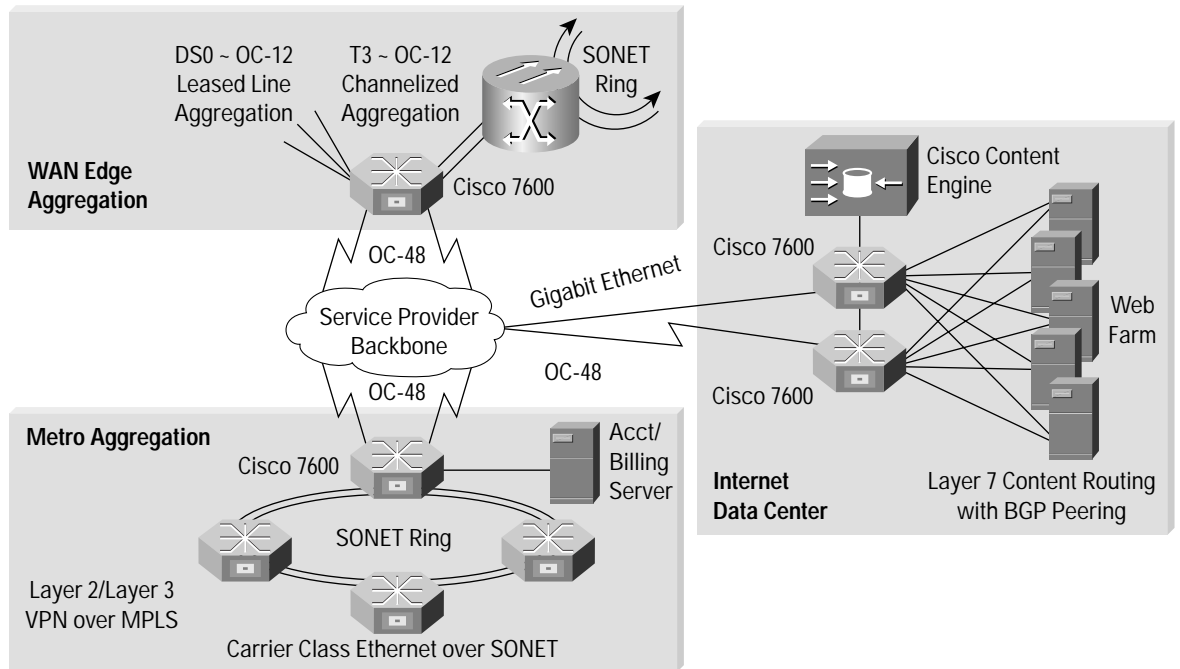 DS0 ~ OC-12
Leased Line
Aggregation
T3 ~ OC-12
Channelized
Aggregation
SONET
Ring
WAN Edge
Aggregation
Cisco 7600
OC-48
Service Provider
Backbone
Gigabit Ethernet
OC-48
OC-48
Cisco Content
Engine
Cisco 7600
Web
Farm
Cisco 7600
Internet
Data Center
Layer 7 Content Routing
with BGP Peering
Metro Aggregation
Cisco 7600
Acct/
Billing
Server
SONET Ring
Layer 2/Layer 3
VPN over MPLS
Carrier Class Ethernet over SONET